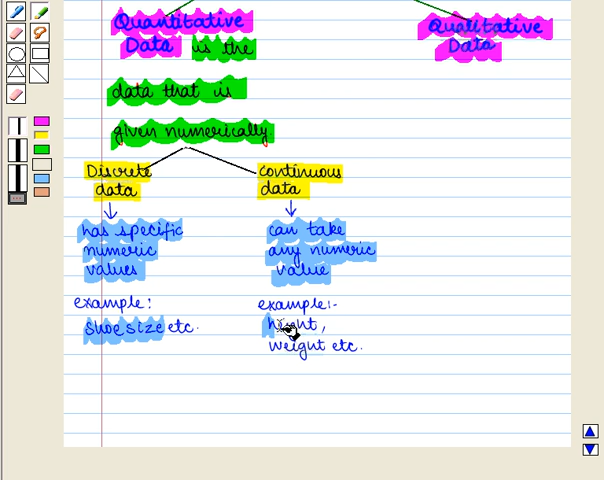 Quantitative
Data is the
data that is
given numerically.
Qualitative
Data
Discrete
data
has specific
numeric
values
example:
shoe size etc.
continuous
data
can take
any numeric
value
example:-
height,
weight etc.